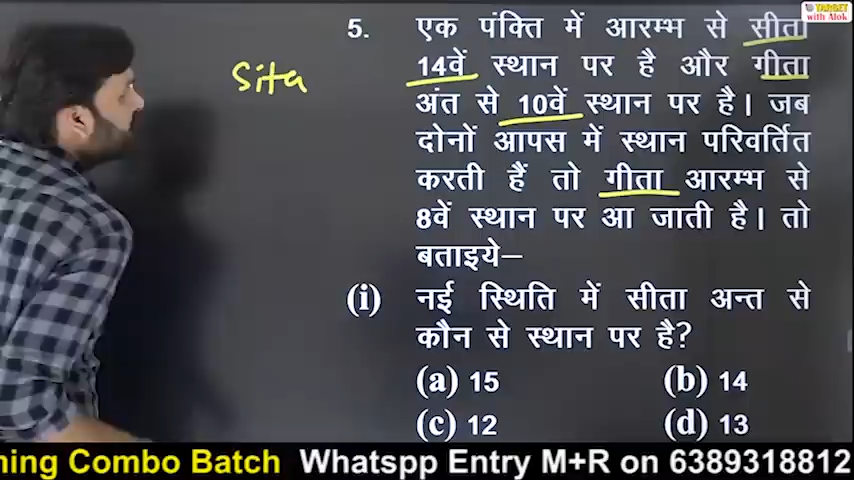 TARGET
with Alok
5. एक पंक्ति में आरम्भ से सीता
14वें स्थान पर है और गीता
Sita
अंत से 10वें स्थान पर है। जब
दोनों आपस में स्थान परिवर्तित
करती हैं तो गीता आरम्भ से
8वें स्थान पर आ जाती है। तो
बताइये–
(i) नई स्थिति में सीता अन्त से
कौन से स्थान पर है?
(a) 15 (b) 14
(c) 12 (d) 13
ning Combo Batch Whatspp Entry M+R on 6389318812